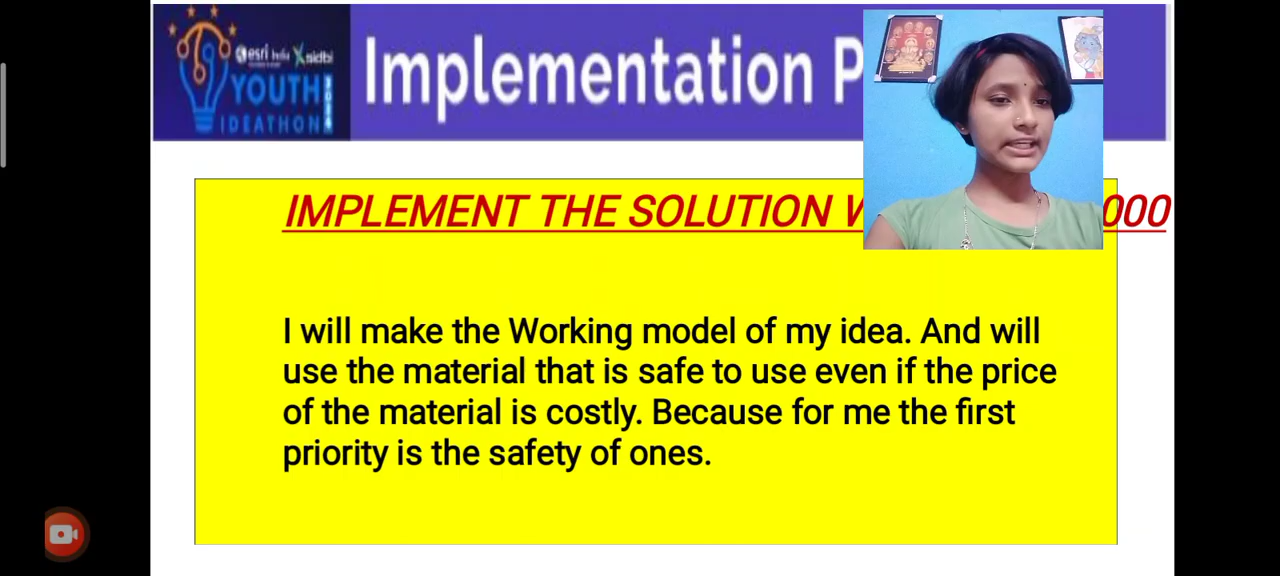 esri India sidbi
YOUTH
IDEATHON
Implementation P
IMPLEMENT THE SOLUTION 000
I will make the Working model of my idea. And will
use the material that is safe to use even if the price
of the material is costly. Because for me the first
priority is the safety of ones.